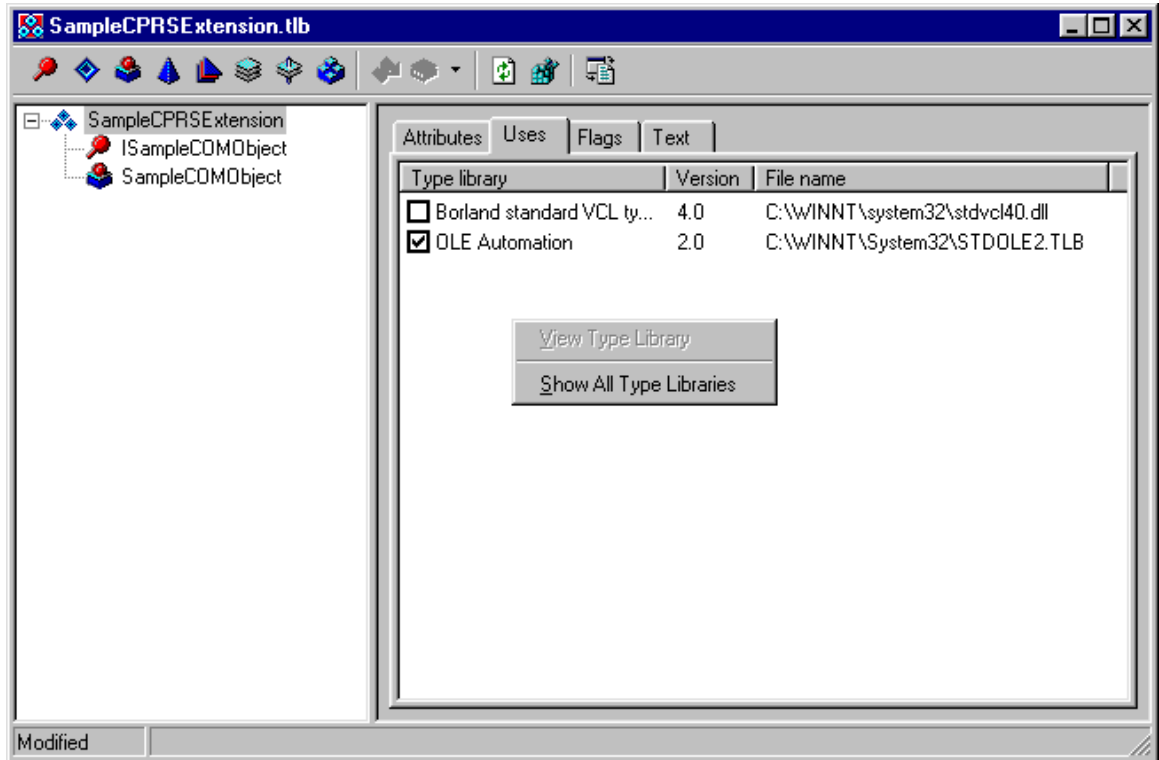 SampleCPRSExtension.tlb
SampleCPRSExtension
ISampleCOMObject
SampleCOMObject
Attributes Uses Flags Text
Type library Version File name
Borland standard VCL ty... 4.0 C:\WINNT\system32\stdvcl40.dll
OLE Automation 2.0 C:\WINNT\System32\STDOLE2.TLB
View Type Library
Show All Type Libraries
Modified